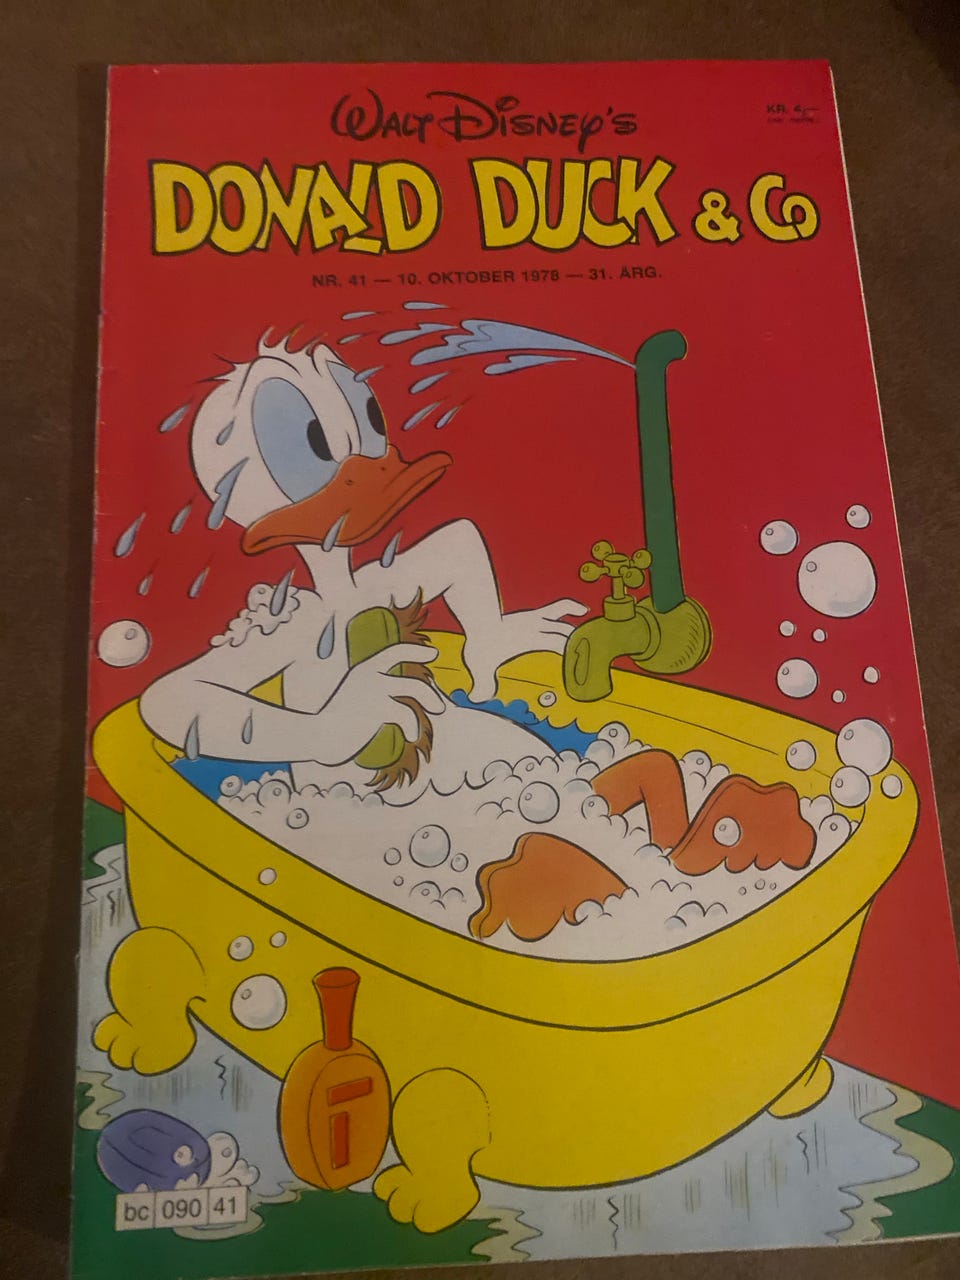 WALT DISNEY'S
KR. 4,—
DONALD DUCK & Co
NR. 41 — 10. OKTOBER 1978 — 31. ÅRG.
bc 090 41